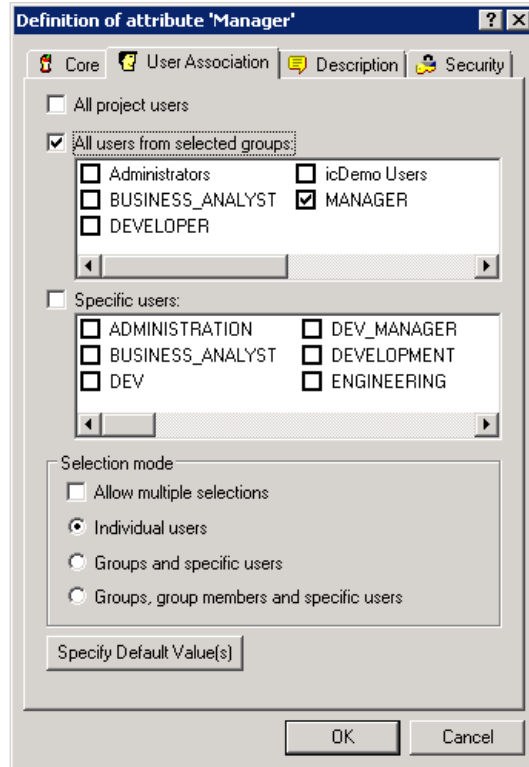 Definition of attribute 'Manager'
Core User Association Description Security
All project users
All users from selected groups:
Administrators icDemo Users
BUSINESS_ANALYST MANAGER
DEVELOPER
Specific users:
ADMINISTRATION DEV_MANAGER
BUSINESS_ANALYST DEVELOPMENT
DEV ENGINEERING
Selection mode
Allow multiple selections
Individual users
Groups and specific users
Groups, group members and specific users
Specify Default Value(s)
OK Cancel